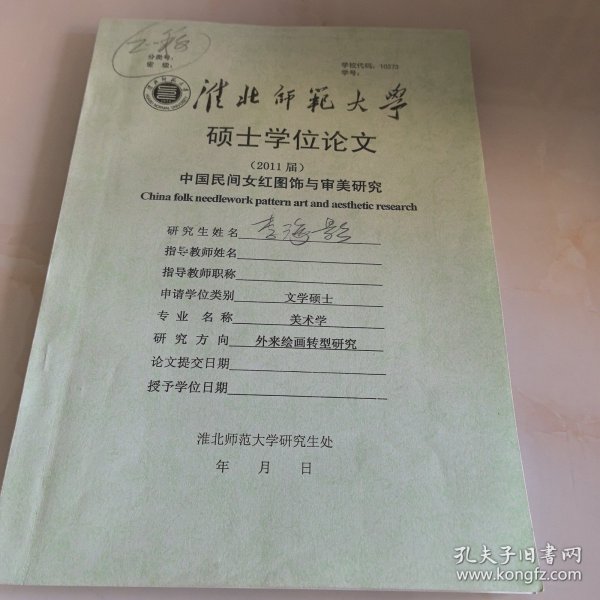 分类号：
密级：
学校代码：10373
学号：
淮北师范大學
硕士学位论文
（2011届）
中国民间女红图饰与审美研究
China folk needlework pattern art and aesthetic research
研究生姓名 李海影
指导教师姓名
指导教师职称
申请学位类别 文学硕士
专业名称 美术学
研究方向 外来绘画转型研究
论文提交日期
授予学位日期
淮北师范大学研究生处
年 月 日
孔夫子旧书网
www.kongfz.com